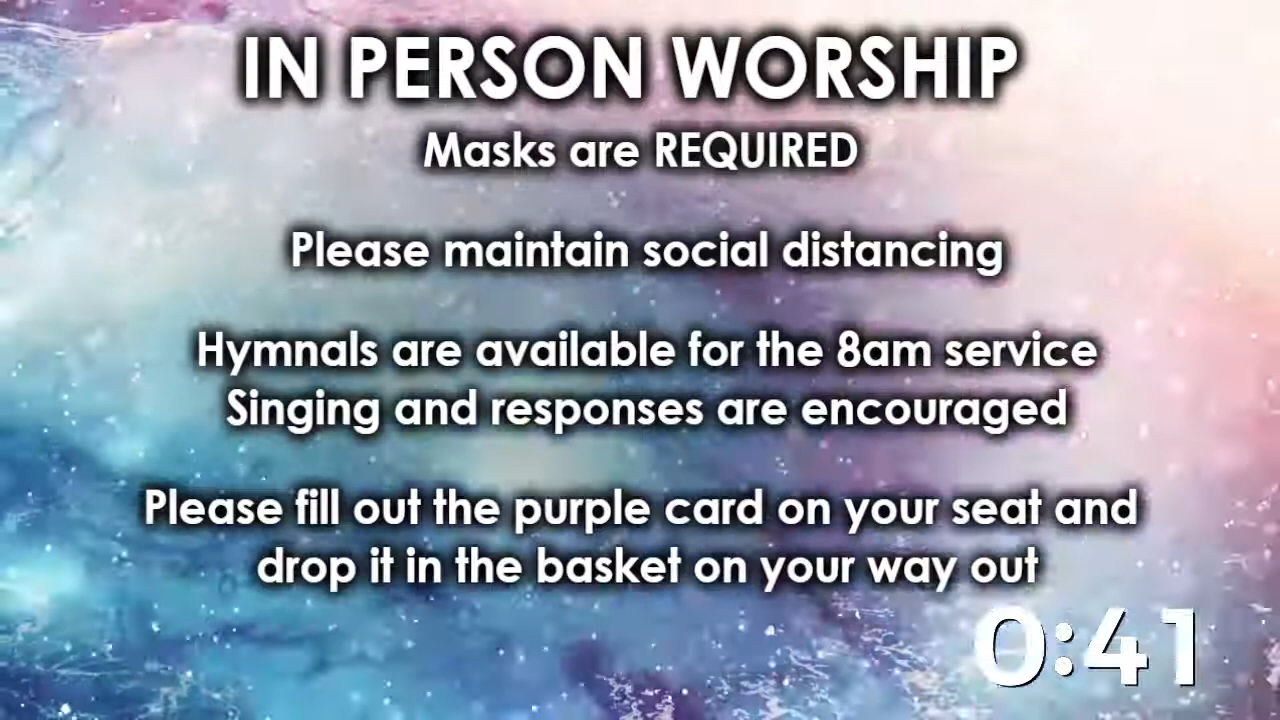 IN PERSON WORSHIP
Masks are REQUIRED
Please maintain social distancing
Hymnals are available for the 8am service
Singing and responses are encouraged
Please fill out the purple card on your seat and
drop it in the basket on your way out
0:41